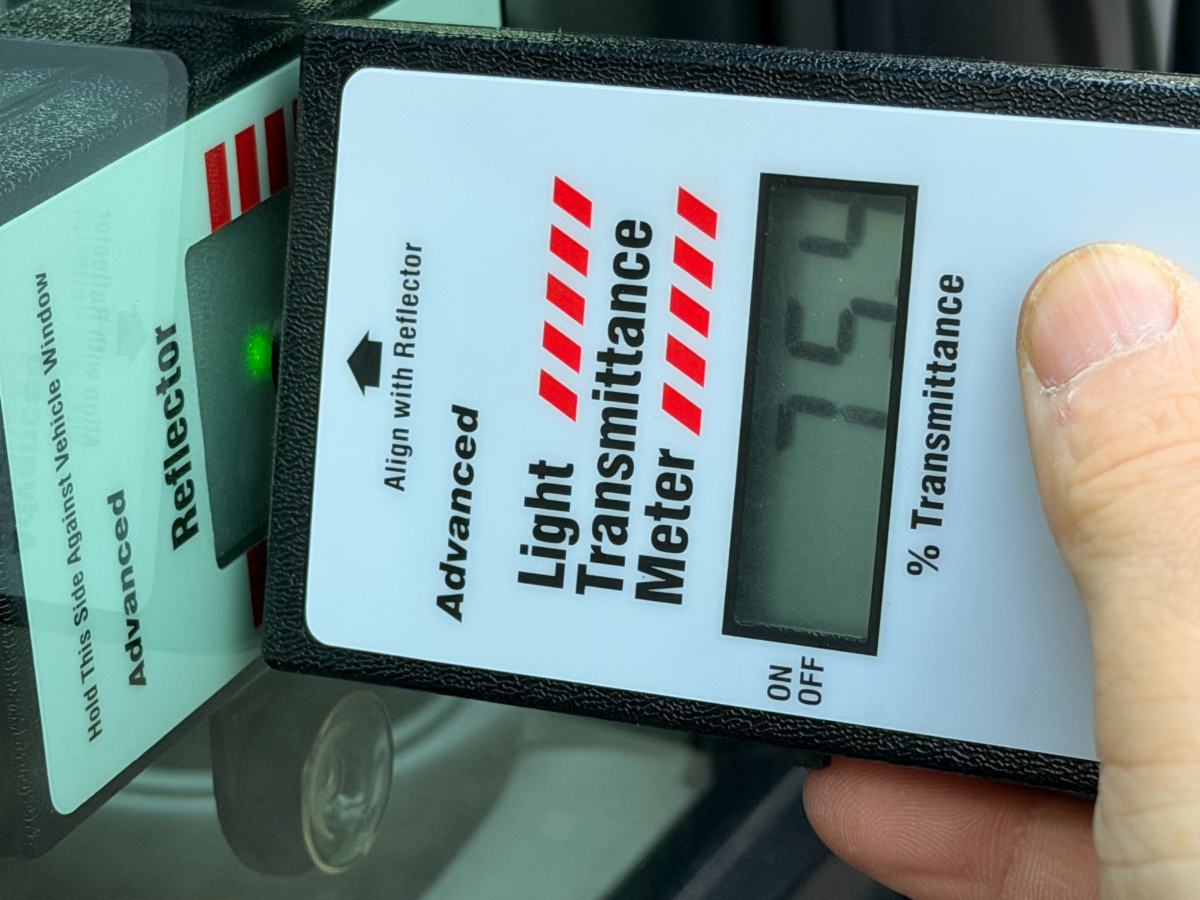 Hold This Side Against Vehicle Window
Advanced
Reflector
Align with Reflector
Advanced
Light
Transmittance
Meter
75.4
% Transmittance
ON
OFF